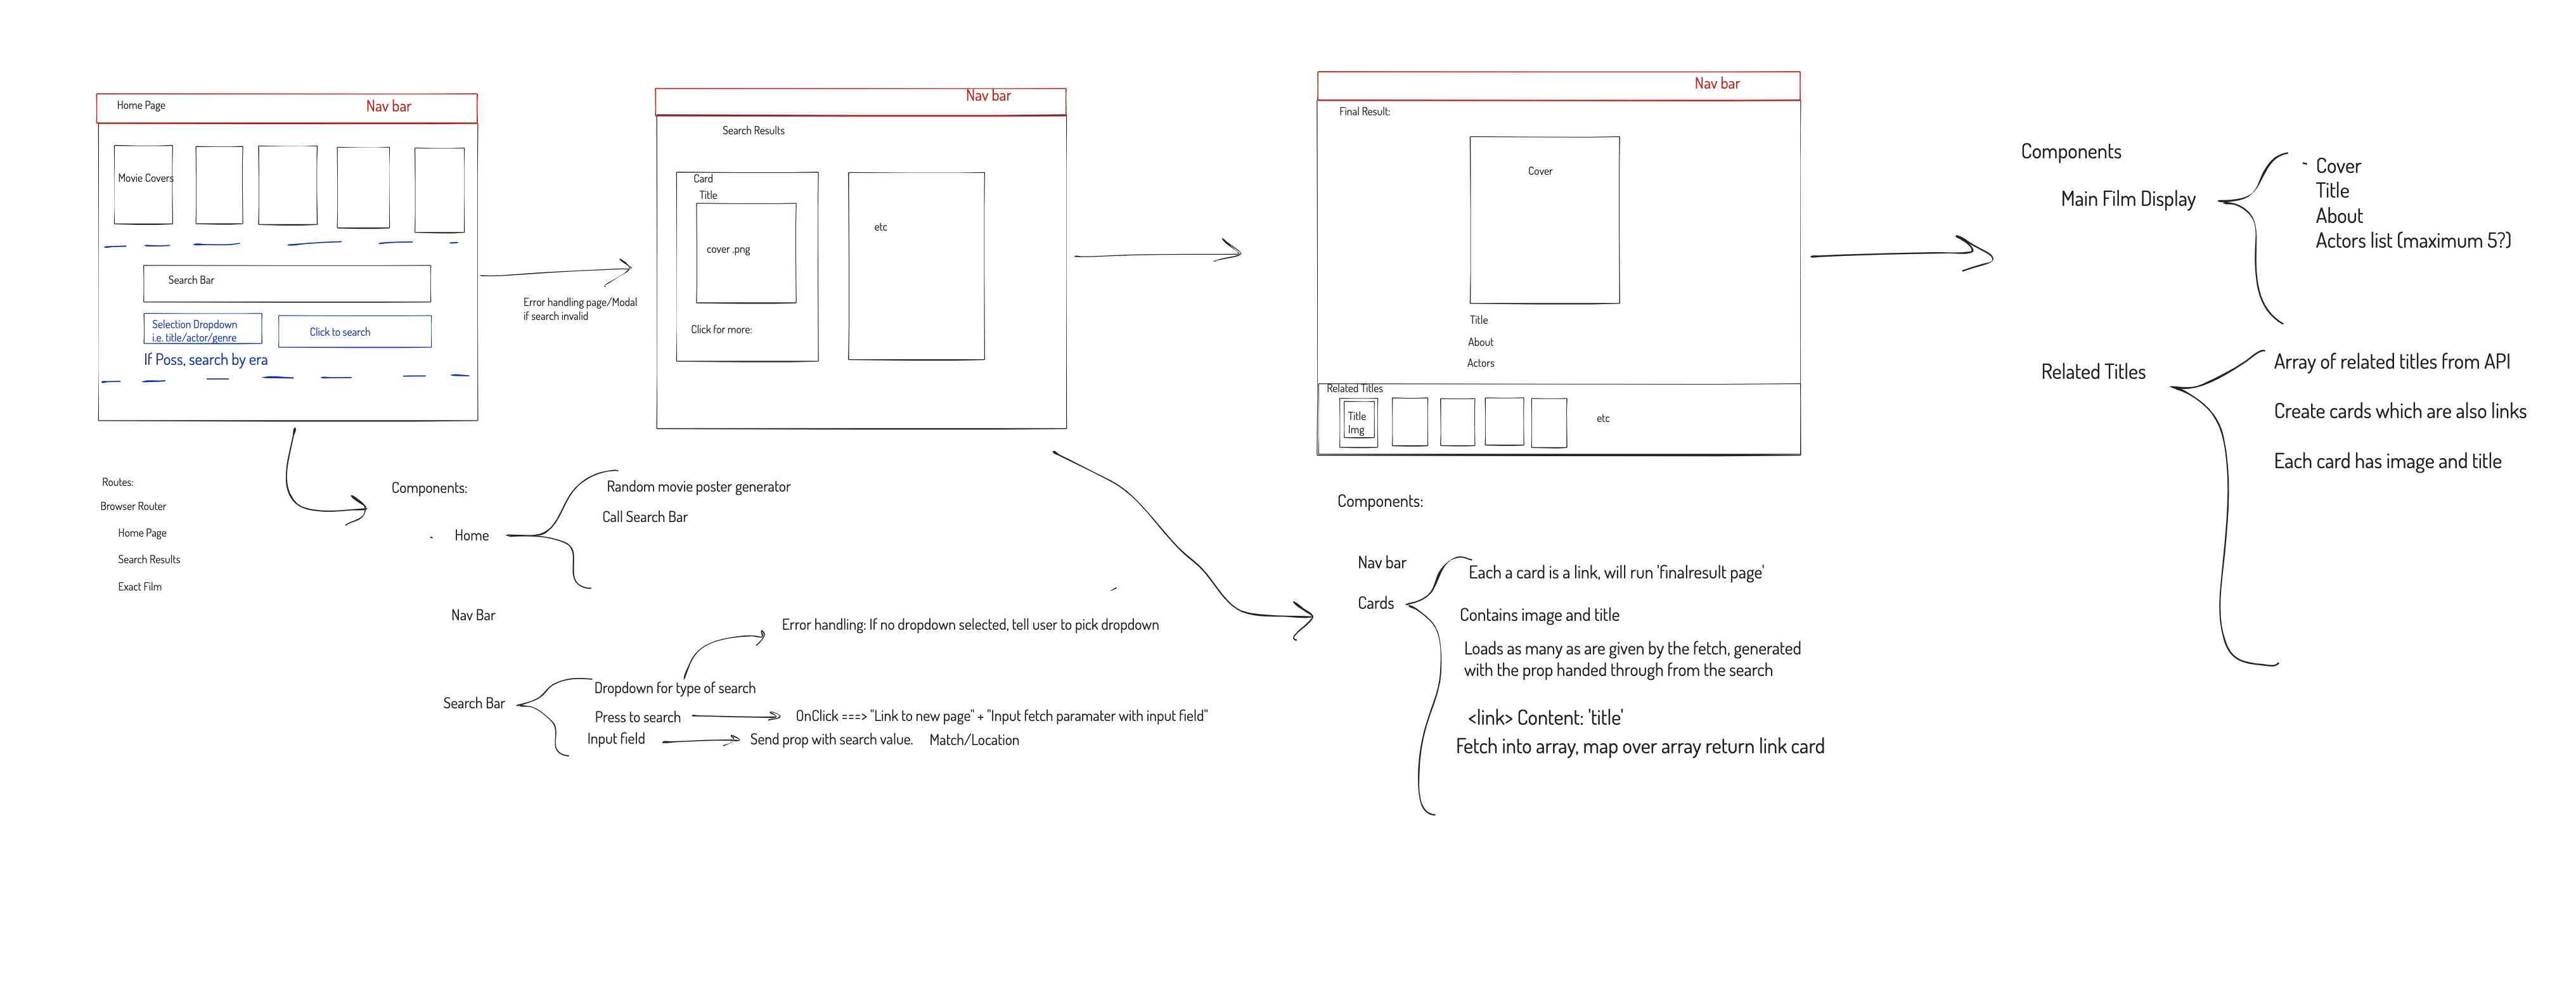 Home Page
Nav bar
Movie Covers
Search Bar
Selection Dropdown
i.e. title/actor/genre
Click to search
If Poss, search by era
Error handling page/Modal
if search invalid
Nav bar
Search Results
Card
Title
cover .png
Click for more:
etc
Nav bar
Final Result:
Cover
Title
About
Actors
Related Titles
Title
Img
etc
Components
Main Film Display
Cover
Title
About
Actors list (maximum 5?)
Related Titles
Array of related titles from API
Create cards which are also links
Each card has image and title
Routes:
Browser Router
Home Page
Search Results
Exact Film
Components:
Home
Random movie poster generator
Call Search Bar
Nav Bar
Search Bar
Error handling: If no dropdown selected, tell user to pick dropdown
Dropdown for type of search
Press to search
OnClick ===> "Link to new page" + "Input fetch paramater with input field"
Input field
Send prop with search value. Match/Location
Components:
Nav bar
Cards
Each a card is a link, will run 'finalresult page'
Contains image and title
Loads as many as are given by the fetch, generated
with the prop handed through from the search
<link> Content: 'title'
Fetch into array, map over array return link card